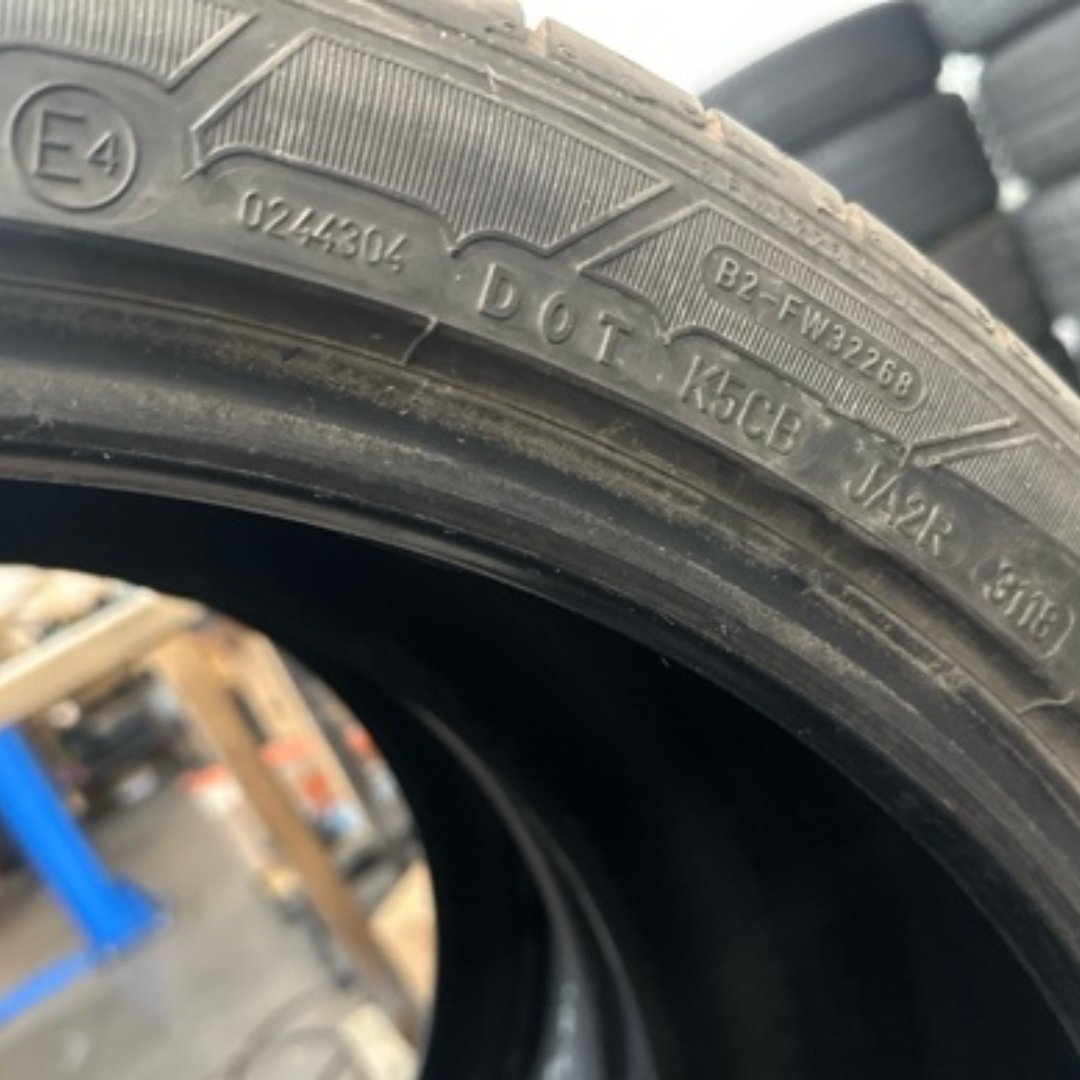 E4
0244304
DOT K5CB JA2R 3118
B2-FW32268